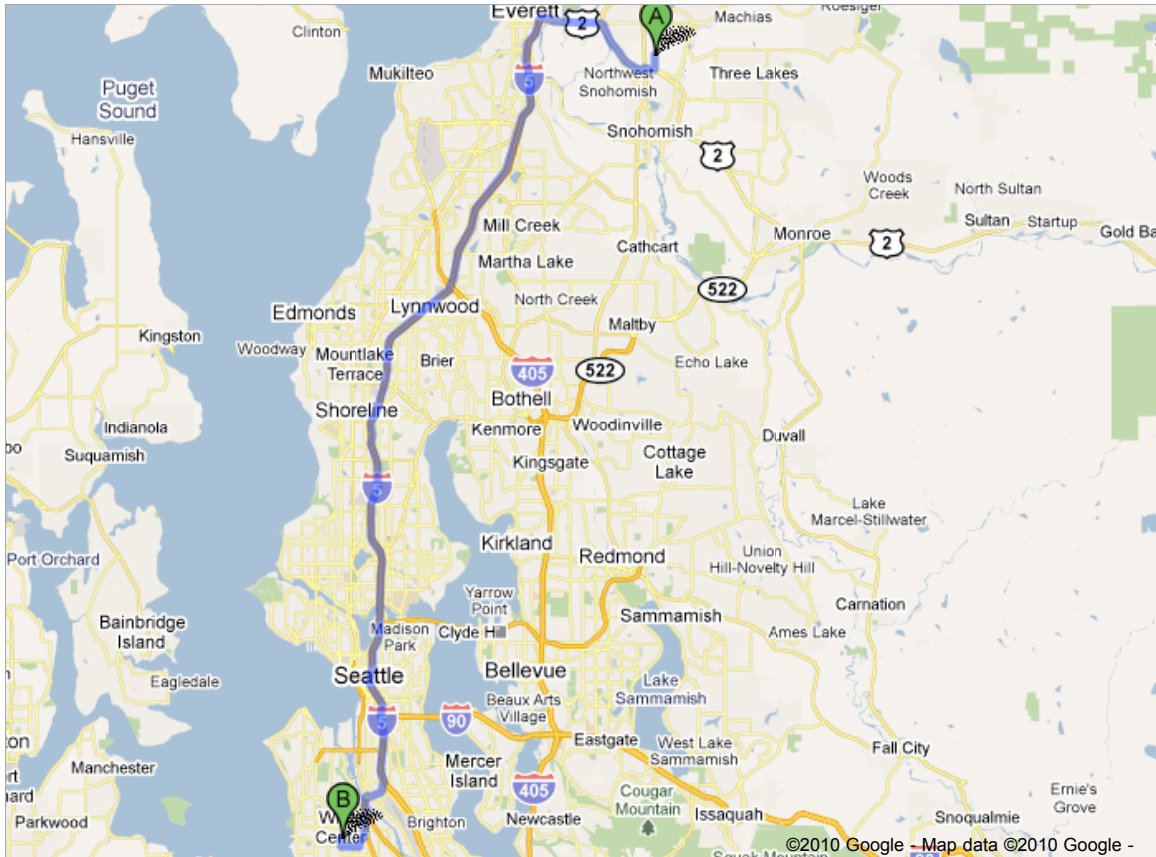 Everett
2
A
Machias
Roesiger
Clinton
Mukilteo
5
Northwest
Snohomish
Three Lakes
Puget
Sound
Hansville
Snohomish
2
Woods
Creek
North Sultan
Sultan
Startup
Gold Ba
Mill Creek
Cathcart
Monroe
2
Martha Lake
522
North Creek
Edmonds
Lynnwood
Maltby
Kingston
Woodway
Mountlake
Terrace
Brier
405
522
Echo Lake
Shoreline
Bothell
Indianola
Kenmore
Woodinville
Duvall
bo
Suquamish
Kingsgate
Cottage
Lake
5
Lake
Marcel-Stillwater
Port Orchard
Kirkland
Redmond
Union
Hill-Novelty Hill
Yarrow
Point
Carnation
Bainbridge
Island
Madison
Park
Clyde H
Sammamish
Ames Lake
Eagledale
Seattle
Bellevue
Lake
Sammamish
Beaux Arts
Village
5
90
ton
Eastgate
West Lake
Sammamish
Fall City
Manchester
Mercer
Island
ort
hard
405
Cougar
Mountain
Ernie's
Grove
B
W
Center
Parkwood
Brighton
Newcastle
Issaquah
Snoqualmie
©2010 Google - Map data ©2010 Google -